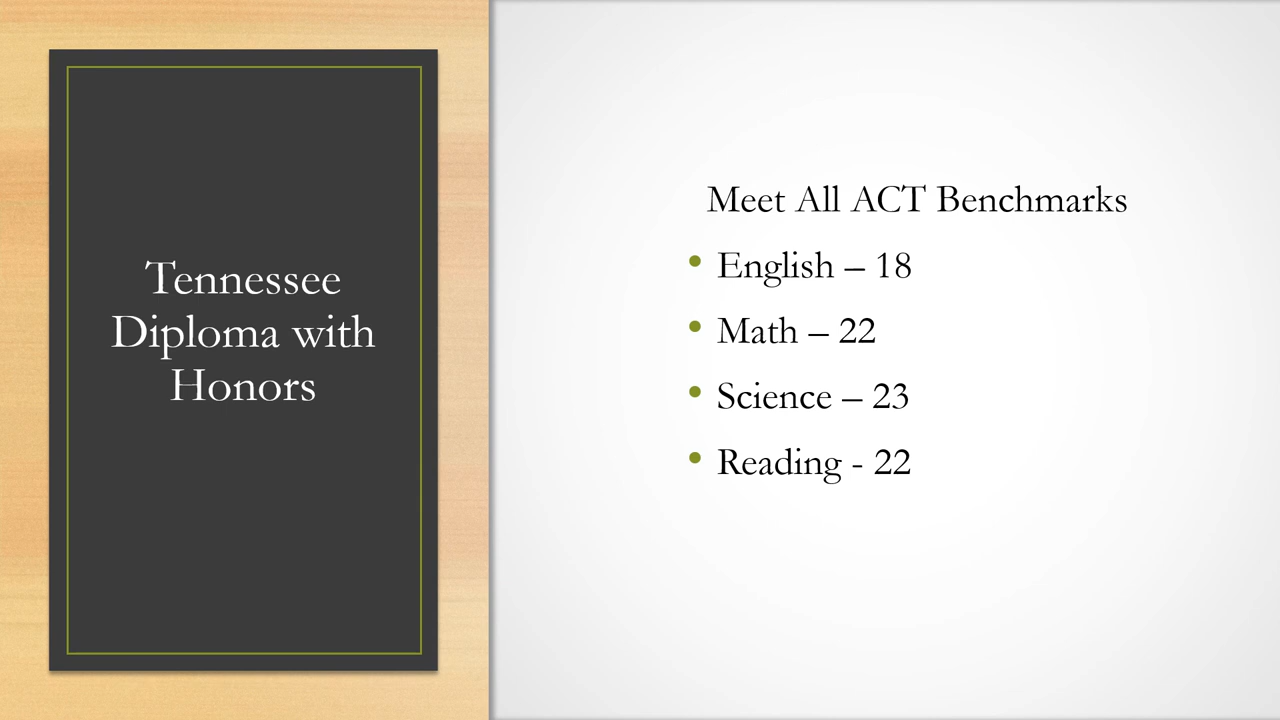 Tennessee
Diploma with
Honors
Meet All ACT Benchmarks
• English – 18
• Math – 22
• Science – 23
• Reading - 22